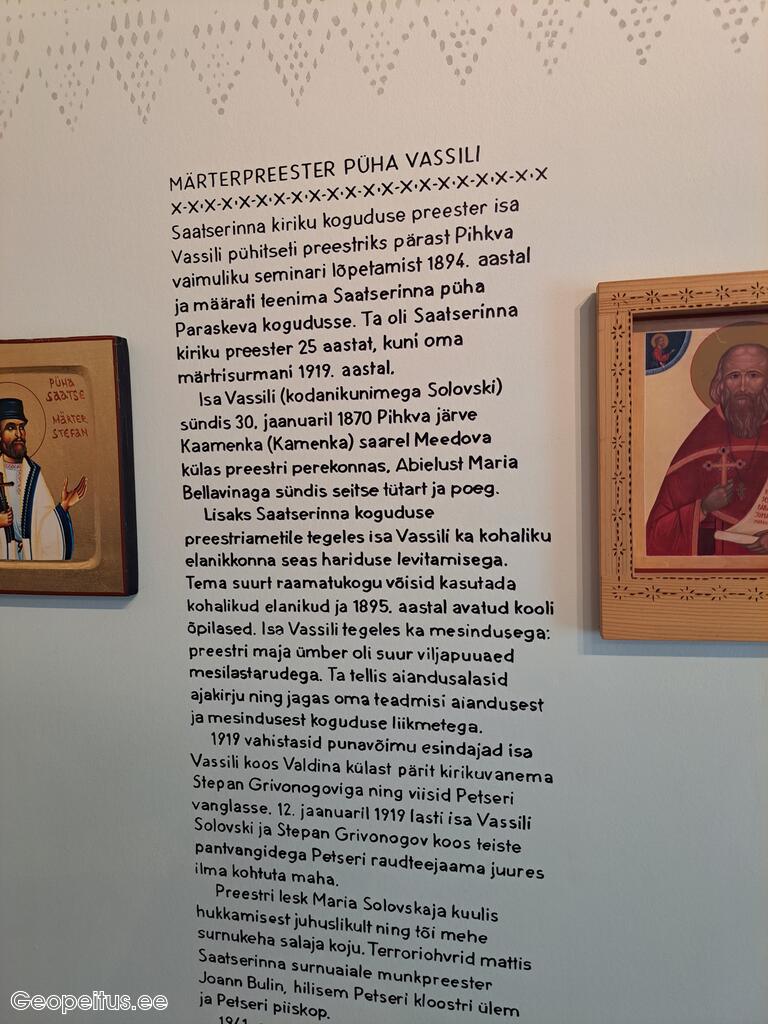 MÄRTERPREESTER PÜHA VASSILI
X-X-X-X-X-X-X-X-X-X-X-X-X-X-X-X-X-X-X-X-X
Saatserinna kiriku koguduse preester isa
Vassili pühitseti preestriks pärast Pihkva
vaimuliku seminari lõpetamist 1894. aastal
ja määrati teenima Saatserinna püha
Paraskeva kogudusse. Ta oli Saatserinna
kiriku preester 25 aastat, kuni oma
märtrisurmani 1919. aastal.
Isa Vassili (kodanikunimega Solovski)
sündis 30. jaanuaril 1870 Pihkva järve
Kaamenka (Kamenka) saarel Meedova
külas preestri perekonnas. Abielust Maria
Bellavinaga sündis seitse tütart ja poeg.
Lisaks Saatserinna koguduse
preestriametile tegeles isa Vassili ka kohaliku
elanikkonna seas hariduse levitamisega.
Tema suurt raamatukogu võisid kasutada
kohalikud elanikud ja 1895. aastal avatud kooli
õpilased. Isa Vassili tegeles ka mesindusega:
preestri maja ümber oli suur viljapuuaed
mesilastarudega. Ta tellis aiandusalasid
ajakirju ning jagas oma teadmisi aiandusest
ja mesindusest koguduse liikmetega.
1919 vahistasid punavõimu esindajad isa
Vassili koos Valdina külast pärit kirikuvanema
Stepan Grivonogoviga ning viisid Petseri
vanglasse. 12. jaanuaril 1919 lasti isa Vassili
Solovski ja Stepan Grivonogov koos teiste
pantvangidega Petseri raudteejaama juures
ilma kohtuta maha.
Preestri lesk Maria Solovskaja kuulis
hukkamisest juhuslikult ning tõi mehe
surnukeha salaja koju. Terroriohvrid mattis
Saatserinna surnuaiale munkpreester
Joann Bulin, hilisem Petseri kloostri ülem
ja Petseri piiskop.
PÜHA
SAATSE
MÄRTER
STEFAN
Geopeitus.ee